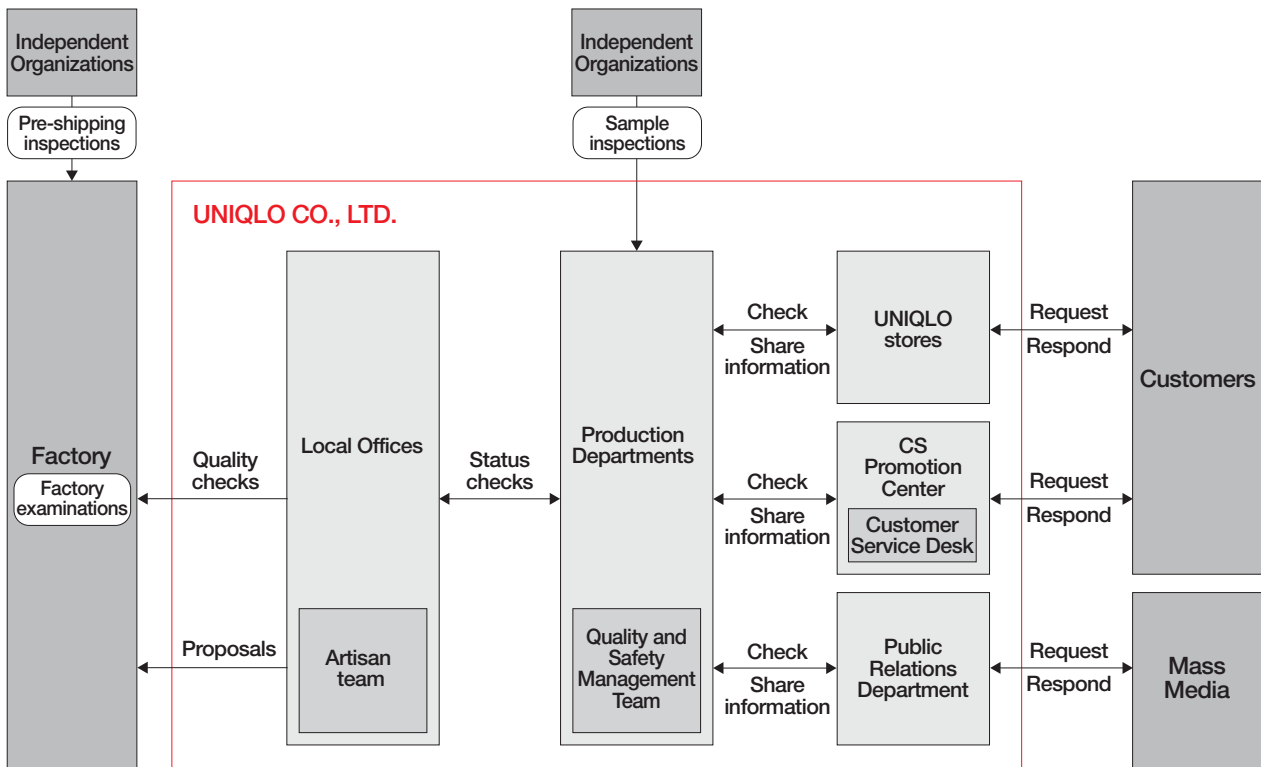 Independent
Organizations
Independent
Organizations
Pre-shipping
inspections
Sample
inspections
UNIQLO CO., LTD.
Factory
Factory
examinations
Quality
checks
Proposals
Local Offices
Artisan
team
Status
checks
Production
Departments
Quality and
Safety
Management
Team
Check
Share
information
Check
Share
information
Check
Share
information
UNIQLO
stores
CS
Promotion
Center
Customer
Service Desk
Public
Relations
Department
Request
Respond
Request
Respond
Request
Respond
Customers
Mass
Media